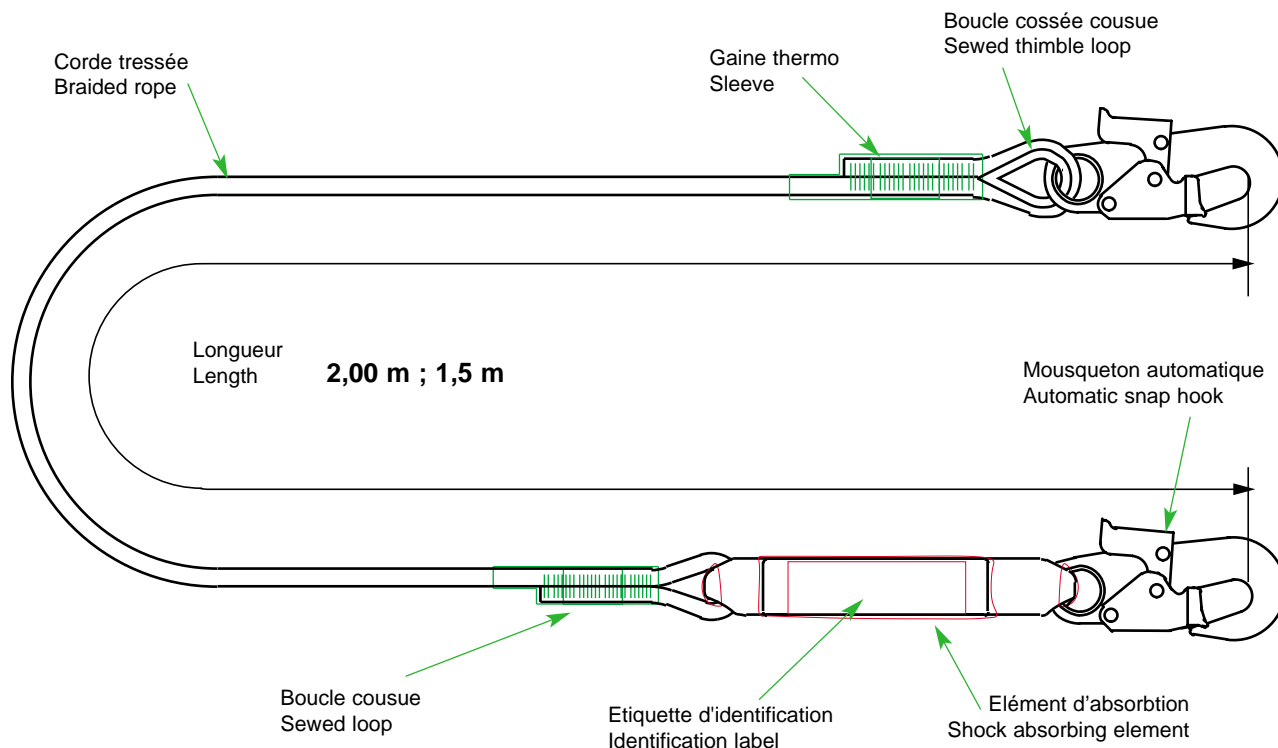 Boucle cossée cousue
Sewed thimble loop
Corde tressée
Braided rope
Gaine thermo
Sleeve
Longueur
Length
2,00 m ; 1,5 m
Mousqueton automatique
Automatic snap hook
Boucle cousue
Sewed loop
Etiquette d'identification
Identification label
Elément d’absorbtion
Shock absorbing element